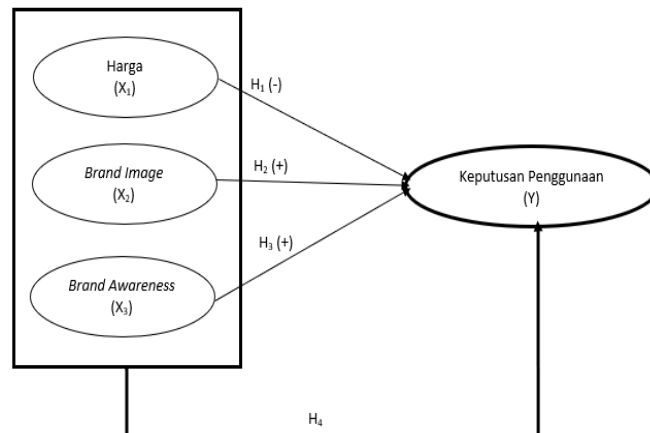 Harga
(X₁)
H₁ (-)
Brand Image
(X₂)
H₂ (+)
Keputusan Penggunaan
(Y)
H₃ (+)
Brand Awareness
(X₃)
H₄